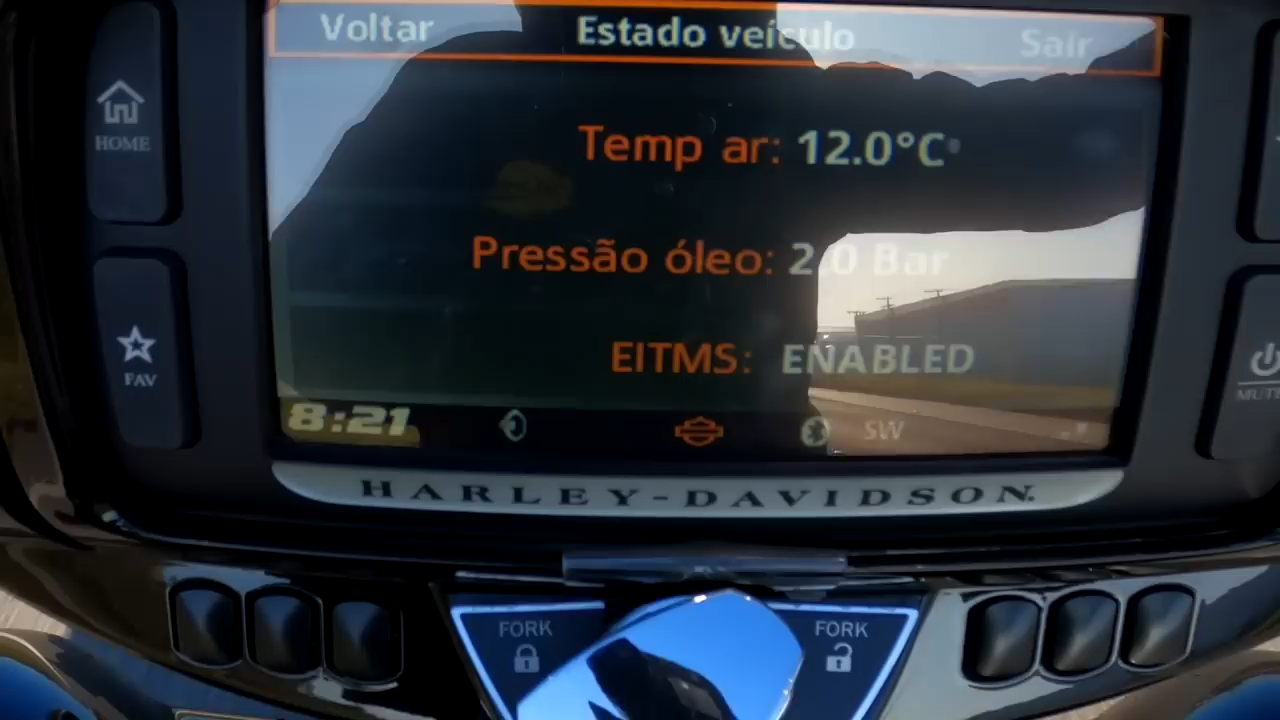 Voltar Estado veículo Sair
HOME
Temp ar: 12.0°C
Pressão óleo: 2.0 Bar
FAV
EITMS: ENABLED
MUTE
8:21 SW
HARLEY-DAVIDSON
FORK FORK